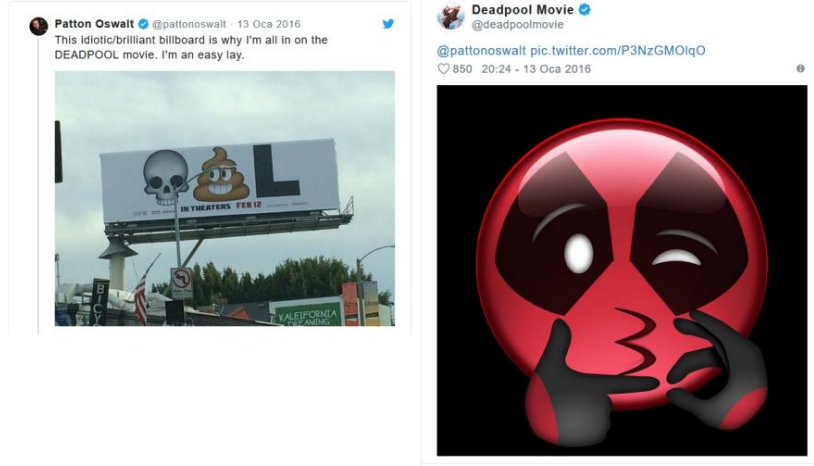 Patton Oswalt @pattonoswalt · 13 Oca 2016
This idiotic/brilliant billboard is why I'm all in on the
DEADPOOL movie. I'm an easy lay.
L
IN THEATERS FEB 12
BICY
KALEIFORNIA
DREAMING
Deadpool Movie
@deadpoolmovie
@pattonoswalt pic.twitter.com/P3NzGMOlqO
850 20:24 - 13 Oca 2016